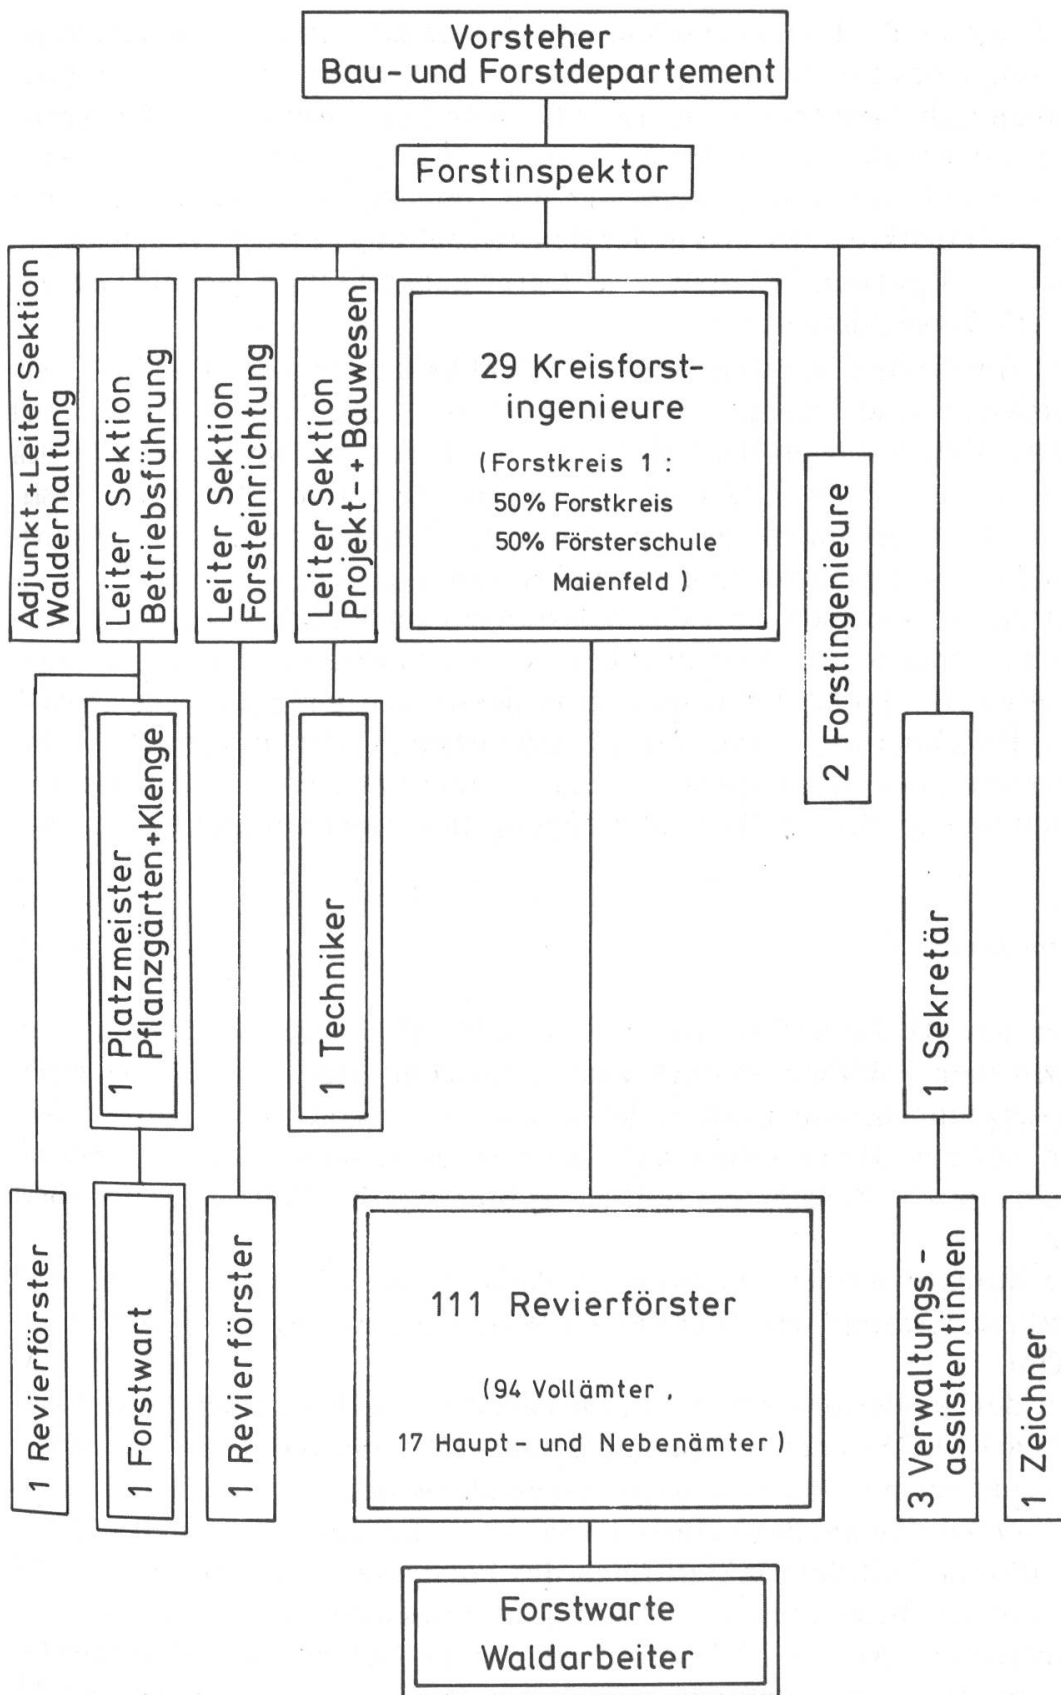 Vorsteher
Bau- und Forstdepartement
Forstinspektor
Adjunkt + Leiter Sektion
Walderhaltung
Leiter Sektion
Betriebsführung
Leiter Sektion
Forsteinrichtung
Leiter Sektion
Projekt- + Bauwesen
29 Kreisforst-
ingenieure
(Forstkreis 1 :
50% Forstkreis
50% Försterschule
Maienfeld )
2 Forstingenieure
1 Platzmeister
Pflanzgärten+Klenge
1 Techniker
1 Sekretär
1 Revierförster
1 Forstwart
1 Revierförster
111 Revierförster
(94 Vollämter ,
17 Haupt- und Nebenämter )
3 Verwaltungs-
assistentinnen
1 Zeichner
Forstwarte
Waldarbeiter